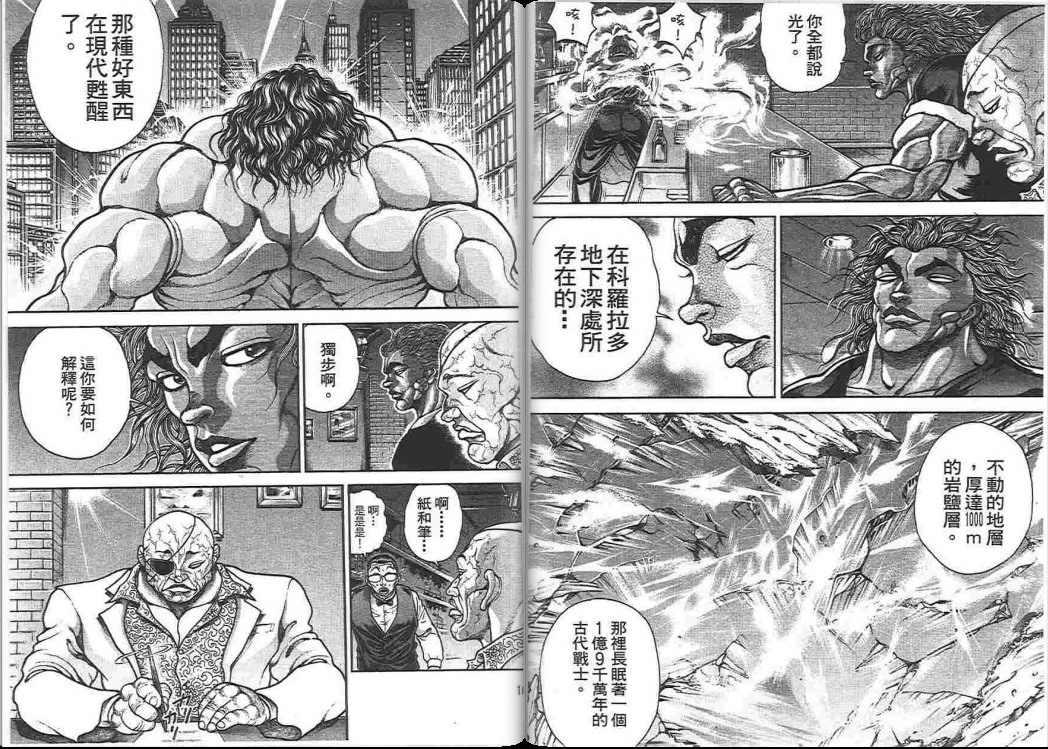 咳！
咳！
你全都說
光了。
在科羅拉多
地下深處所
存在的…
不動的地層
，厚達1000m
的岩鹽層。
那裡長眠著一個
1億9千萬年的
古代戰士。
那種好東西
在現代甦醒
了。
獨步啊。
這你要如何
解釋呢？
啊……
紙和筆…
啊…
是是是！
カリ
カリ